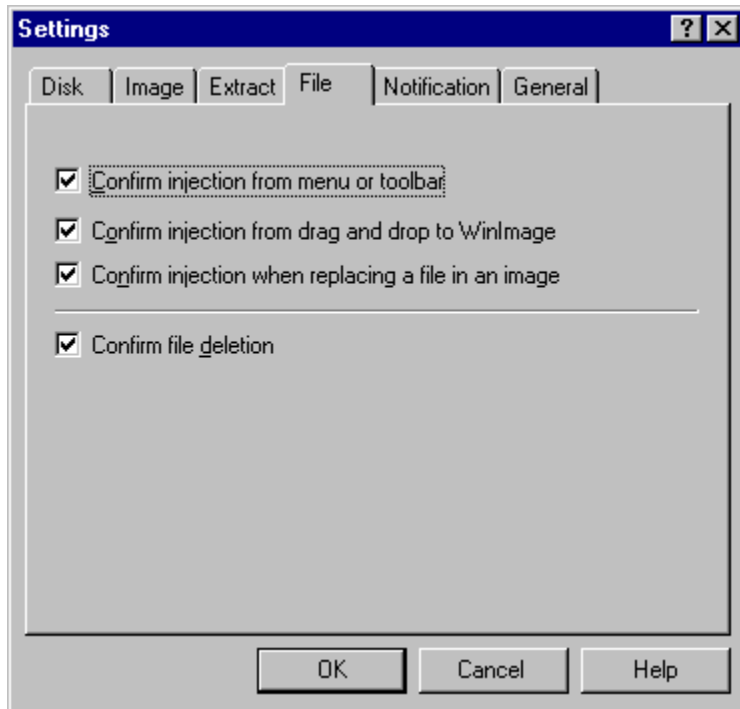 Settings
Disk Image Extract File Notification General
Confirm injection from menu or toolbar
Confirm injection from drag and drop to WinImage
Confirm injection when replacing a file in an image
Confirm file deletion
OK Cancel Help